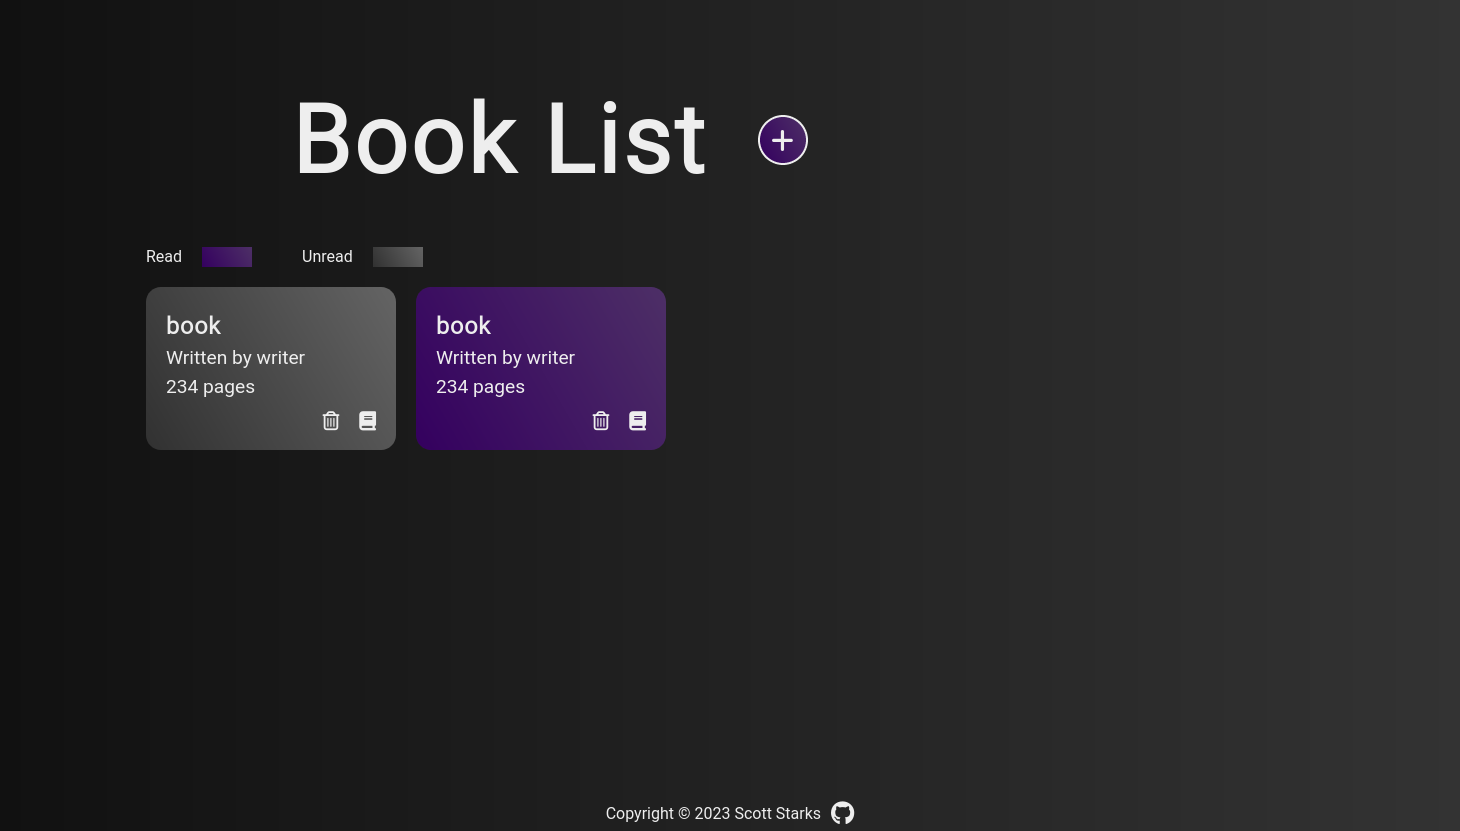 Book List
Read
Unread
book
Written by writer
234 pages
book
Written by writer
234 pages
Copyright © 2023 Scott Starks